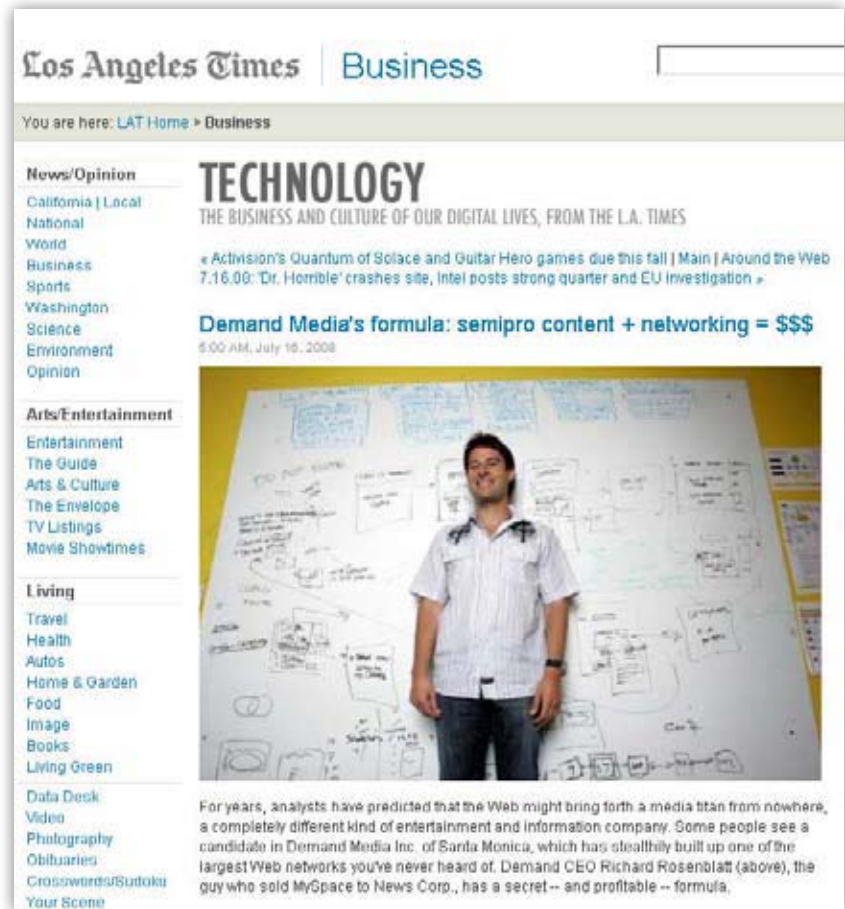 Los Angeles Times
Business
You are here: LAT Home > Business
News/Opinion
California | Local
National
World
Business
Sports
Washington
Science
Environment
Opinion
Arts/Entertainment
Entertainment
The Guide
Arts & Culture
The Envelope
TV Listings
Movie Showtimes
Living
Travel
Health
Autos
Home & Garden
Food
Image
Books
Living Green
Data Desk
Video
Photography
Obituaries
Crosswords/Sudoku
Your Scene
TECHNOLOGY
THE BUSINESS AND CULTURE OF OUR DIGITAL LIVES, FROM THE L.A. TIMES
« Activision's Quantum of Solace and Guitar Hero games due this fall | Main | Around the Web
7.16.08: 'Dr. Horrible' crashes site, Intel posts strong quarter and EU investigation »
Demand Media's formula: semipro content + networking = $$$
5:00 AM, July 16, 2008
For years, analysts have predicted that the Web might bring forth a media titan from nowhere,
a completely different kind of entertainment and information company. Some people see a
candidate in Demand Media Inc. of Santa Monica, which has stealthily built up one of the
largest Web networks you've never heard of. Demand CEO Richard Rosenblatt (above), the
guy who sold MySpace to News Corp., has a secret -- and profitable -- formula.